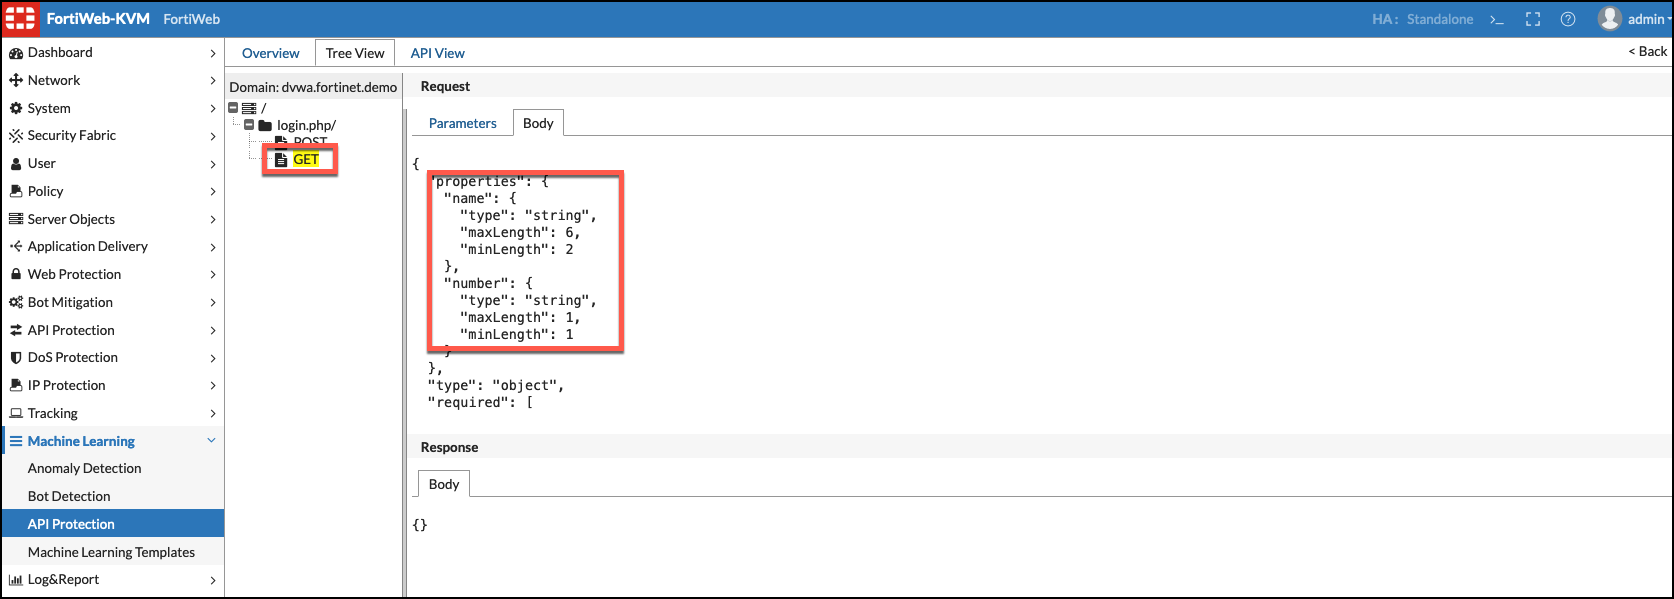 FortiWeb-KVM FortiWeb
HA: Standalone >_ admin
Dashboard
Network
System
Security Fabric
User
Policy
Server Objects
Application Delivery
Web Protection
Bot Mitigation
API Protection
DoS Protection
IP Protection
Tracking
Machine Learning
Anomaly Detection
Bot Detection
API Protection
Machine Learning Templates
Log&Report
Overview Tree View API View
< Back
Domain: dvwa.fortinet.demo
/
login.php/
POST
GET
Request
Parameters Body
{
"properties": {
"name": {
"type": "string",
"maxLength": 6,
"minLength": 2
},
"number": {
"type": "string",
"maxLength": 1,
"minLength": 1
}
},
"type": "object",
"required": [
Response
Body
{}